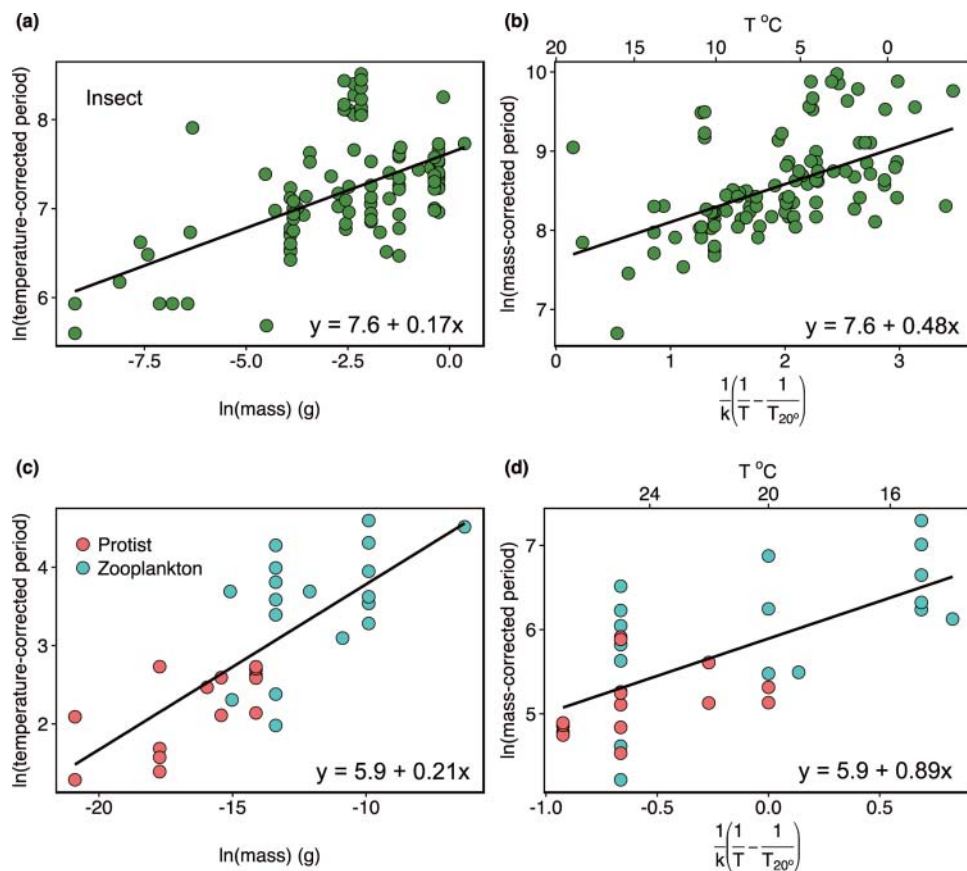 (a)
ln(temperature-corrected period)
8
7
6
Insect
y = 7.6 + 0.17x
-7.5 -5.0 -2.5 0.0
ln(mass) (g)
(b)
T °C
20 15 10 5 0
ln(mass-corrected period)
10
9
8
7
y = 7.6 + 0.48x
0 1 2 3
1/k(1/T − 1/T20°)
(c)
ln(temperature-corrected period)
4
3
2
Protist
Zooplankton
y = 5.9 + 0.21x
-20 -15 -10
ln(mass) (g)
(d)
T °C
24 20 16
ln(mass-corrected period)
7
6
5
y = 5.9 + 0.89x
-1.0 -0.5 0.0 0.5
1/k(1/T − 1/T20°)